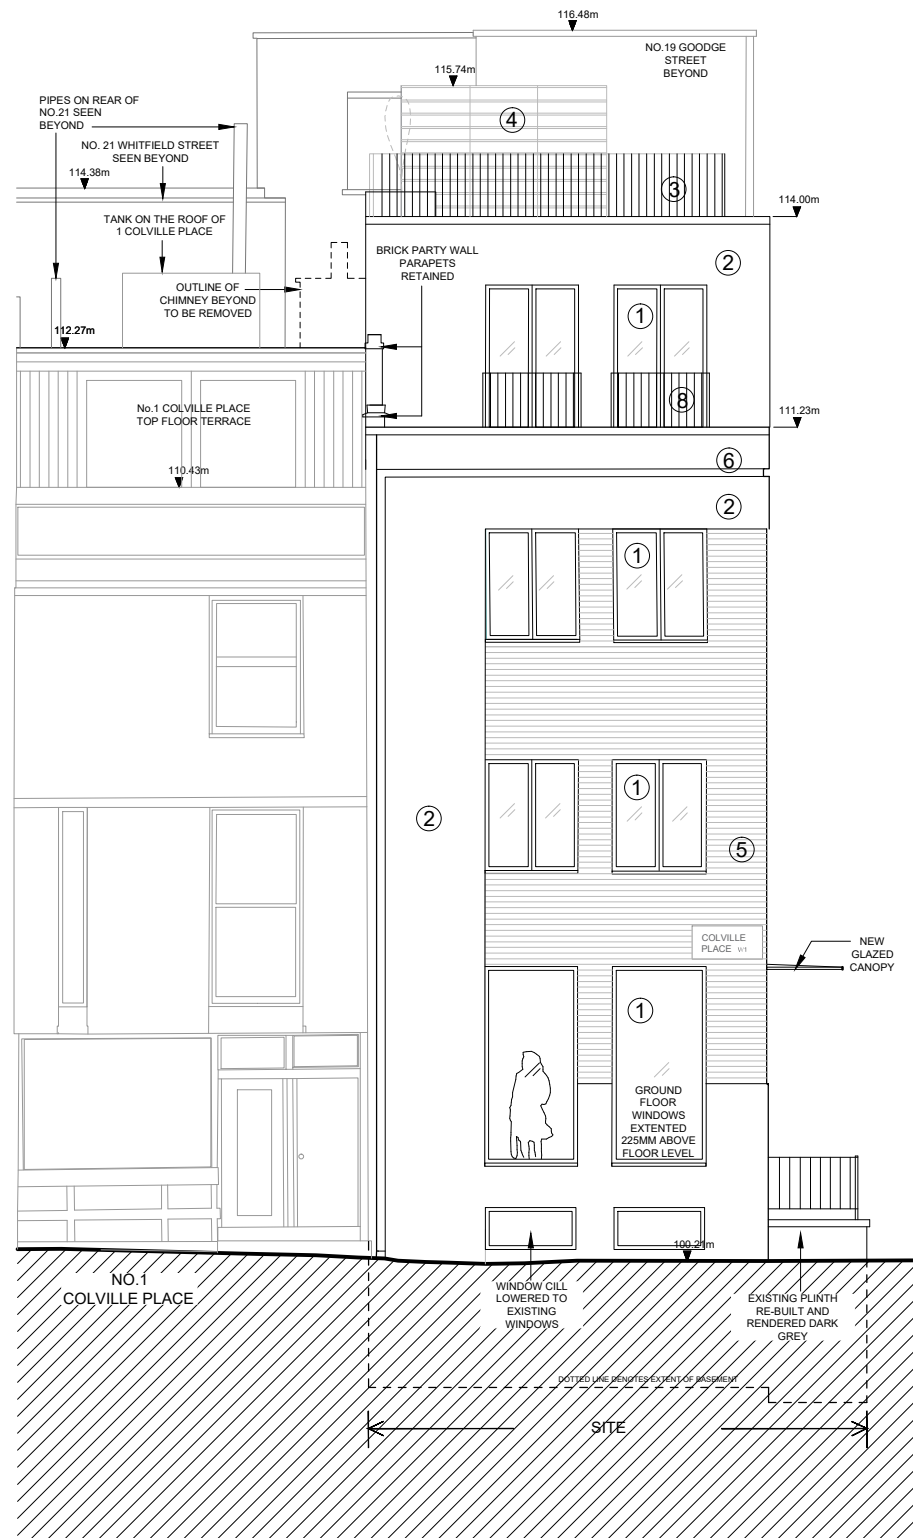 116.48m
NO.19 GOODGE
STREET
BEYOND
115.74m
PIPES ON REAR OF
NO.21 SEEN
BEYOND
4
NO. 21 WHITFIELD STREET
SEEN BEYOND
114.38m
3
114.00m
TANK ON THE ROOF OF
1 COLVILLE PLACE
BRICK PARTY WALL
PARAPETS
RETAINED
2
OUTLINE OF
CHIMNEY BEYOND
TO BE REMOVED
1
112.27m
8
No.1 COLVILLE PLACE
TOP FLOOR TERRACE
111.23m
6
110.43m
2
1
1
2
5
COLVILLE
PLACE W1
NEW
GLAZED
CANOPY
1
GROUND
FLOOR
WINDOWS
EXTENTED
225MM ABOVE
FLOOR LEVEL
100.21m
NO.1
COLVILLE PLACE
WINDOW CILL
LOWERED TO
EXISTING
WINDOWS
EXISTING PLINTH
RE-BUILT AND
RENDERED DARK
GREY
DOTTED LINE DENOTES EXTENT OF BASEMENT
SITE